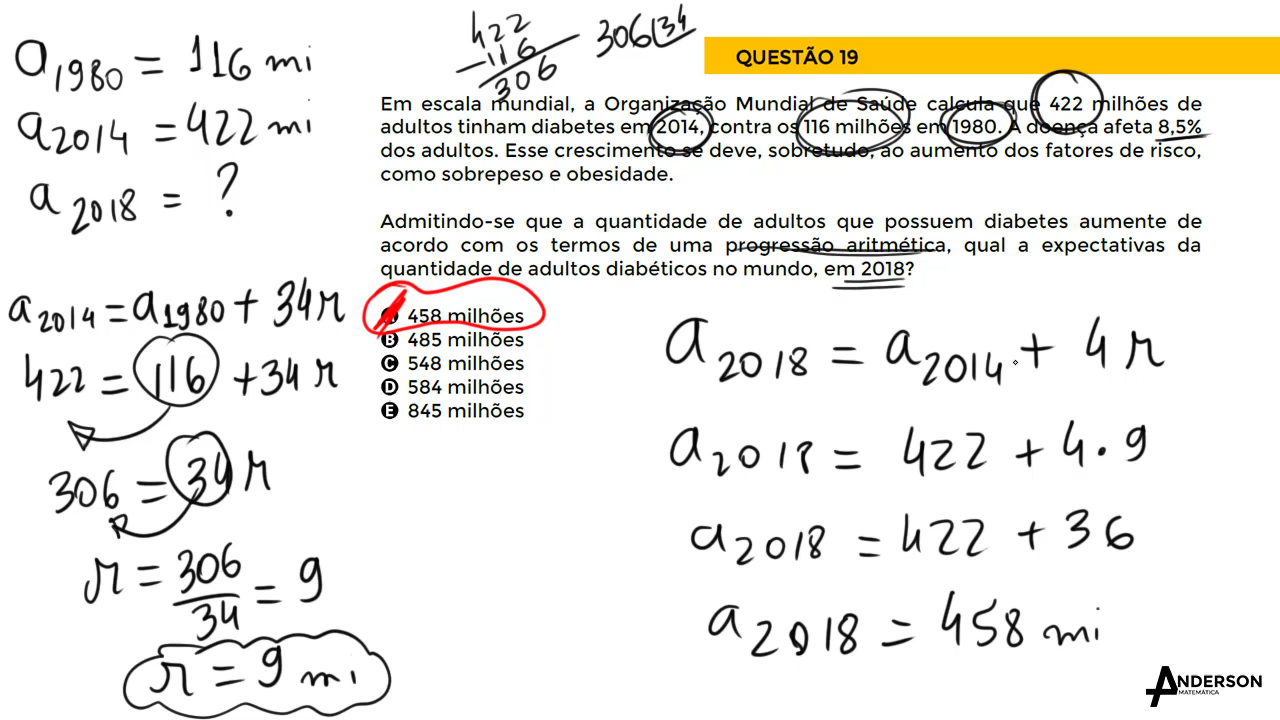 a1980 = 116 mi
a2014 = 422 mi
a2018 = ?
422
-116
306
306 34
QUESTÃO 19
Em escala mundial, a Organização Mundial de Saúde calcula que 422 milhões de
adultos tinham diabetes em 2014, contra os 116 milhões em 1980. A doença afeta 8,5%
dos adultos. Esse crescimento se deve, sobretudo, ao aumento dos fatores de risco,
como sobrepeso e obesidade.
Admitindo-se que a quantidade de adultos que possuem diabetes aumente de
acordo com os termos de uma progressão aritmética, qual a expectativas da
quantidade de adultos diabéticos no mundo, em 2018?
A 458 milhões
B 485 milhões
C 548 milhões
D 584 milhões
E 845 milhões
a2014 = a1980 + 34r
422 = 116 + 34r
306 = 34r
r = 306/34 = 9
r = 9 mi
a2018 = a2014 + 4r
a2018 = 422 + 4.9
a2018 = 422 + 36
a2018 = 458 mi
ANDERSON
MATEMÁTICA